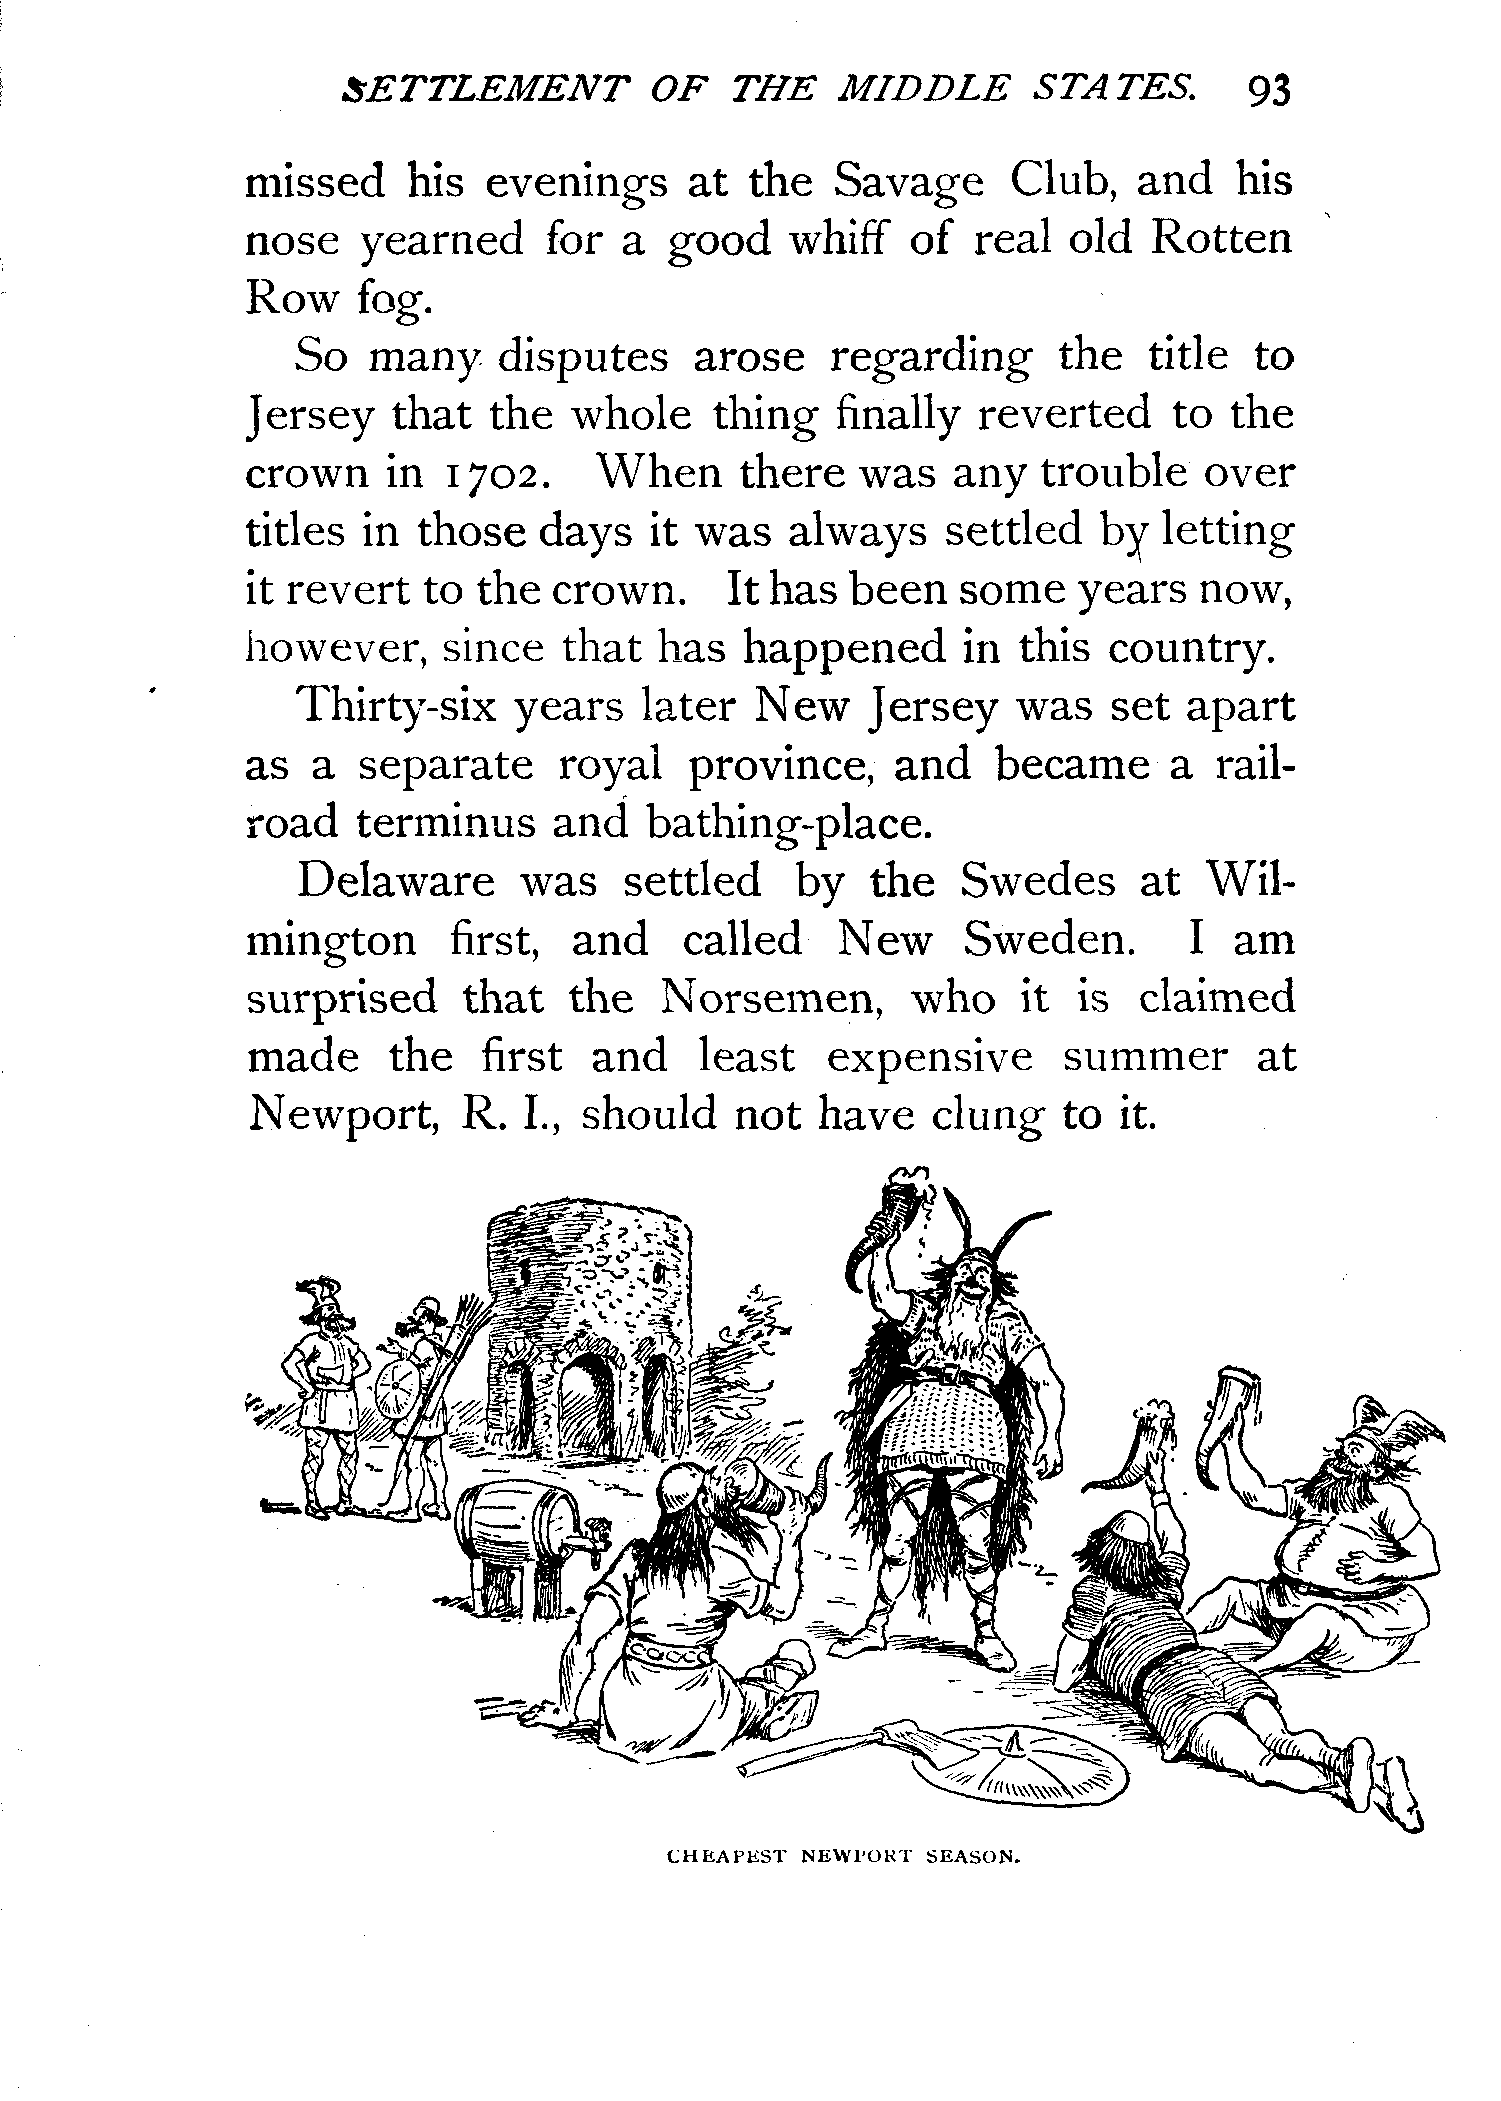 SETTLEMENT OF THE MIDDLE STATES. 93
missed his evenings at the Savage Club, and his
nose yearned for a good whiff of real old Rotten
Row fog.
So many disputes arose regarding the title to
Jersey that the whole thing finally reverted to the
crown in 1702. When there was any trouble over
titles in those days it was always settled by letting
it revert to the crown. It has been some years now,
however, since that has happened in this country.
Thirty-six years later New Jersey was set apart
as a separate royal province, and became a rail-
road terminus and bathing-place.
Delaware was settled by the Swedes at Wil-
mington first, and called New Sweden. I am
surprised that the Norsemen, who it is claimed
made the first and least expensive summer at
Newport, R. I., should not have clung to it.
CHEAPEST NEWPORT SEASON.